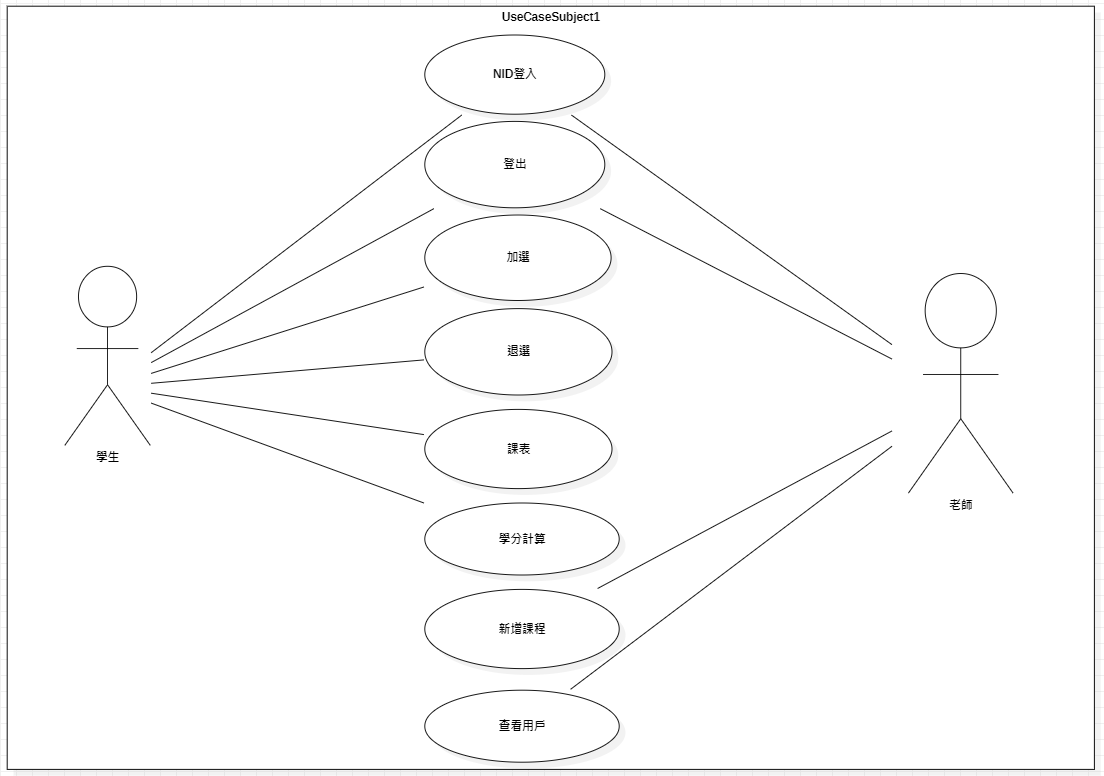 UseCaseSubject1
NID登入
登出
加選
退選
課表
學分計算
新增課程
查看用戶
學生
老師